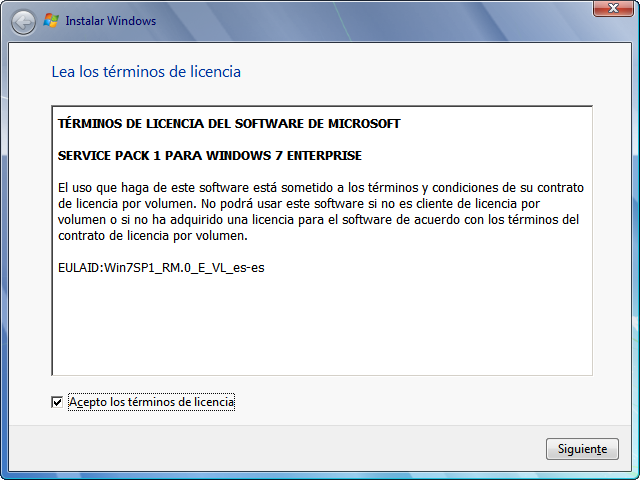 Instalar Windows
Lea los términos de licencia
TÉRMINOS DE LICENCIA DEL SOFTWARE DE MICROSOFT
SERVICE PACK 1 PARA WINDOWS 7 ENTERPRISE
El uso que haga de este software está sometido a los términos y condiciones de su contrato
de licencia por volumen. No podrá usar este software si no es cliente de licencia por
volumen o si no ha adquirido una licencia para el software de acuerdo con los términos del
contrato de licencia por volumen.
EULAID:Win7SP1_RM.0_E_VL_es-es
Acepto los términos de licencia
Siguiente